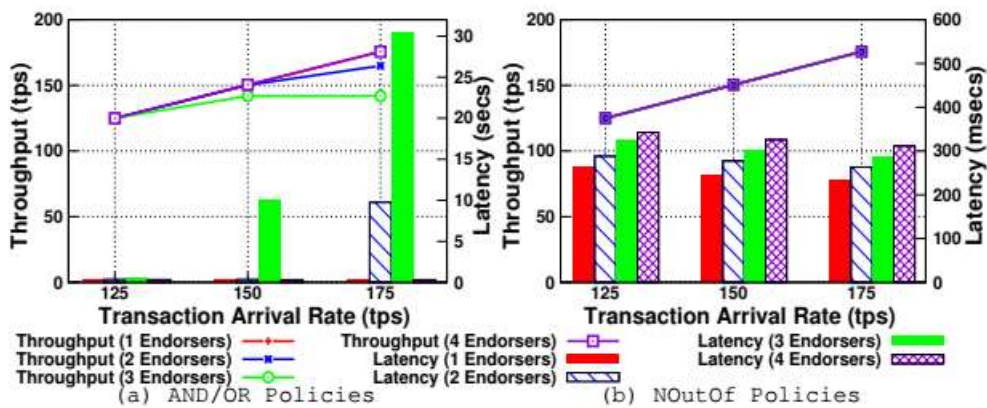 200
150
100
50
0
Throughput (tps)
30
25
20
15
10
5
0
Latency (secs)
125 150 175
Transaction Arrival Rate (tps)
200
150
100
50
0
Throughput (tps)
600
500
400
300
200
100
0
Latency (msecs)
125 150 175
Transaction Arrival Rate (tps)
Throughput (1 Endorsers)
Throughput (2 Endorsers)
Throughput (3 Endorsers)
Throughput (4 Endorsers)
Latency (1 Endorsers)
Latency (2 Endorsers)
Latency (3 Endorsers)
Latency (4 Endorsers)
(a) AND/OR Policies
(b) NOutOf Policies